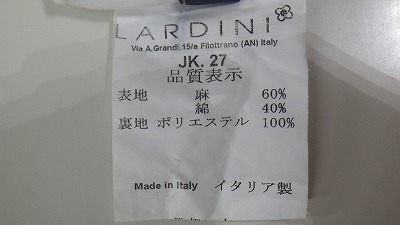 LARDINI
Via A.Grandi 15/a Filottrano (AN) Italy
JK. 27
品質表示
表地 麻 60%
綿 40%
裏地 ポリエステル 100%
Made in Italy イタリア製